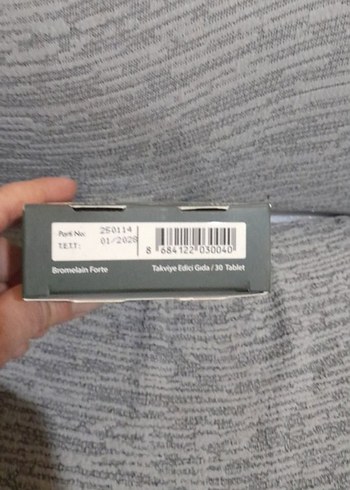 Parti No: 250114
T.E.T.T: 01/2028
8 684122 030040
Bromelain Forte
Takviye Edici Gıda / 30 Tablet